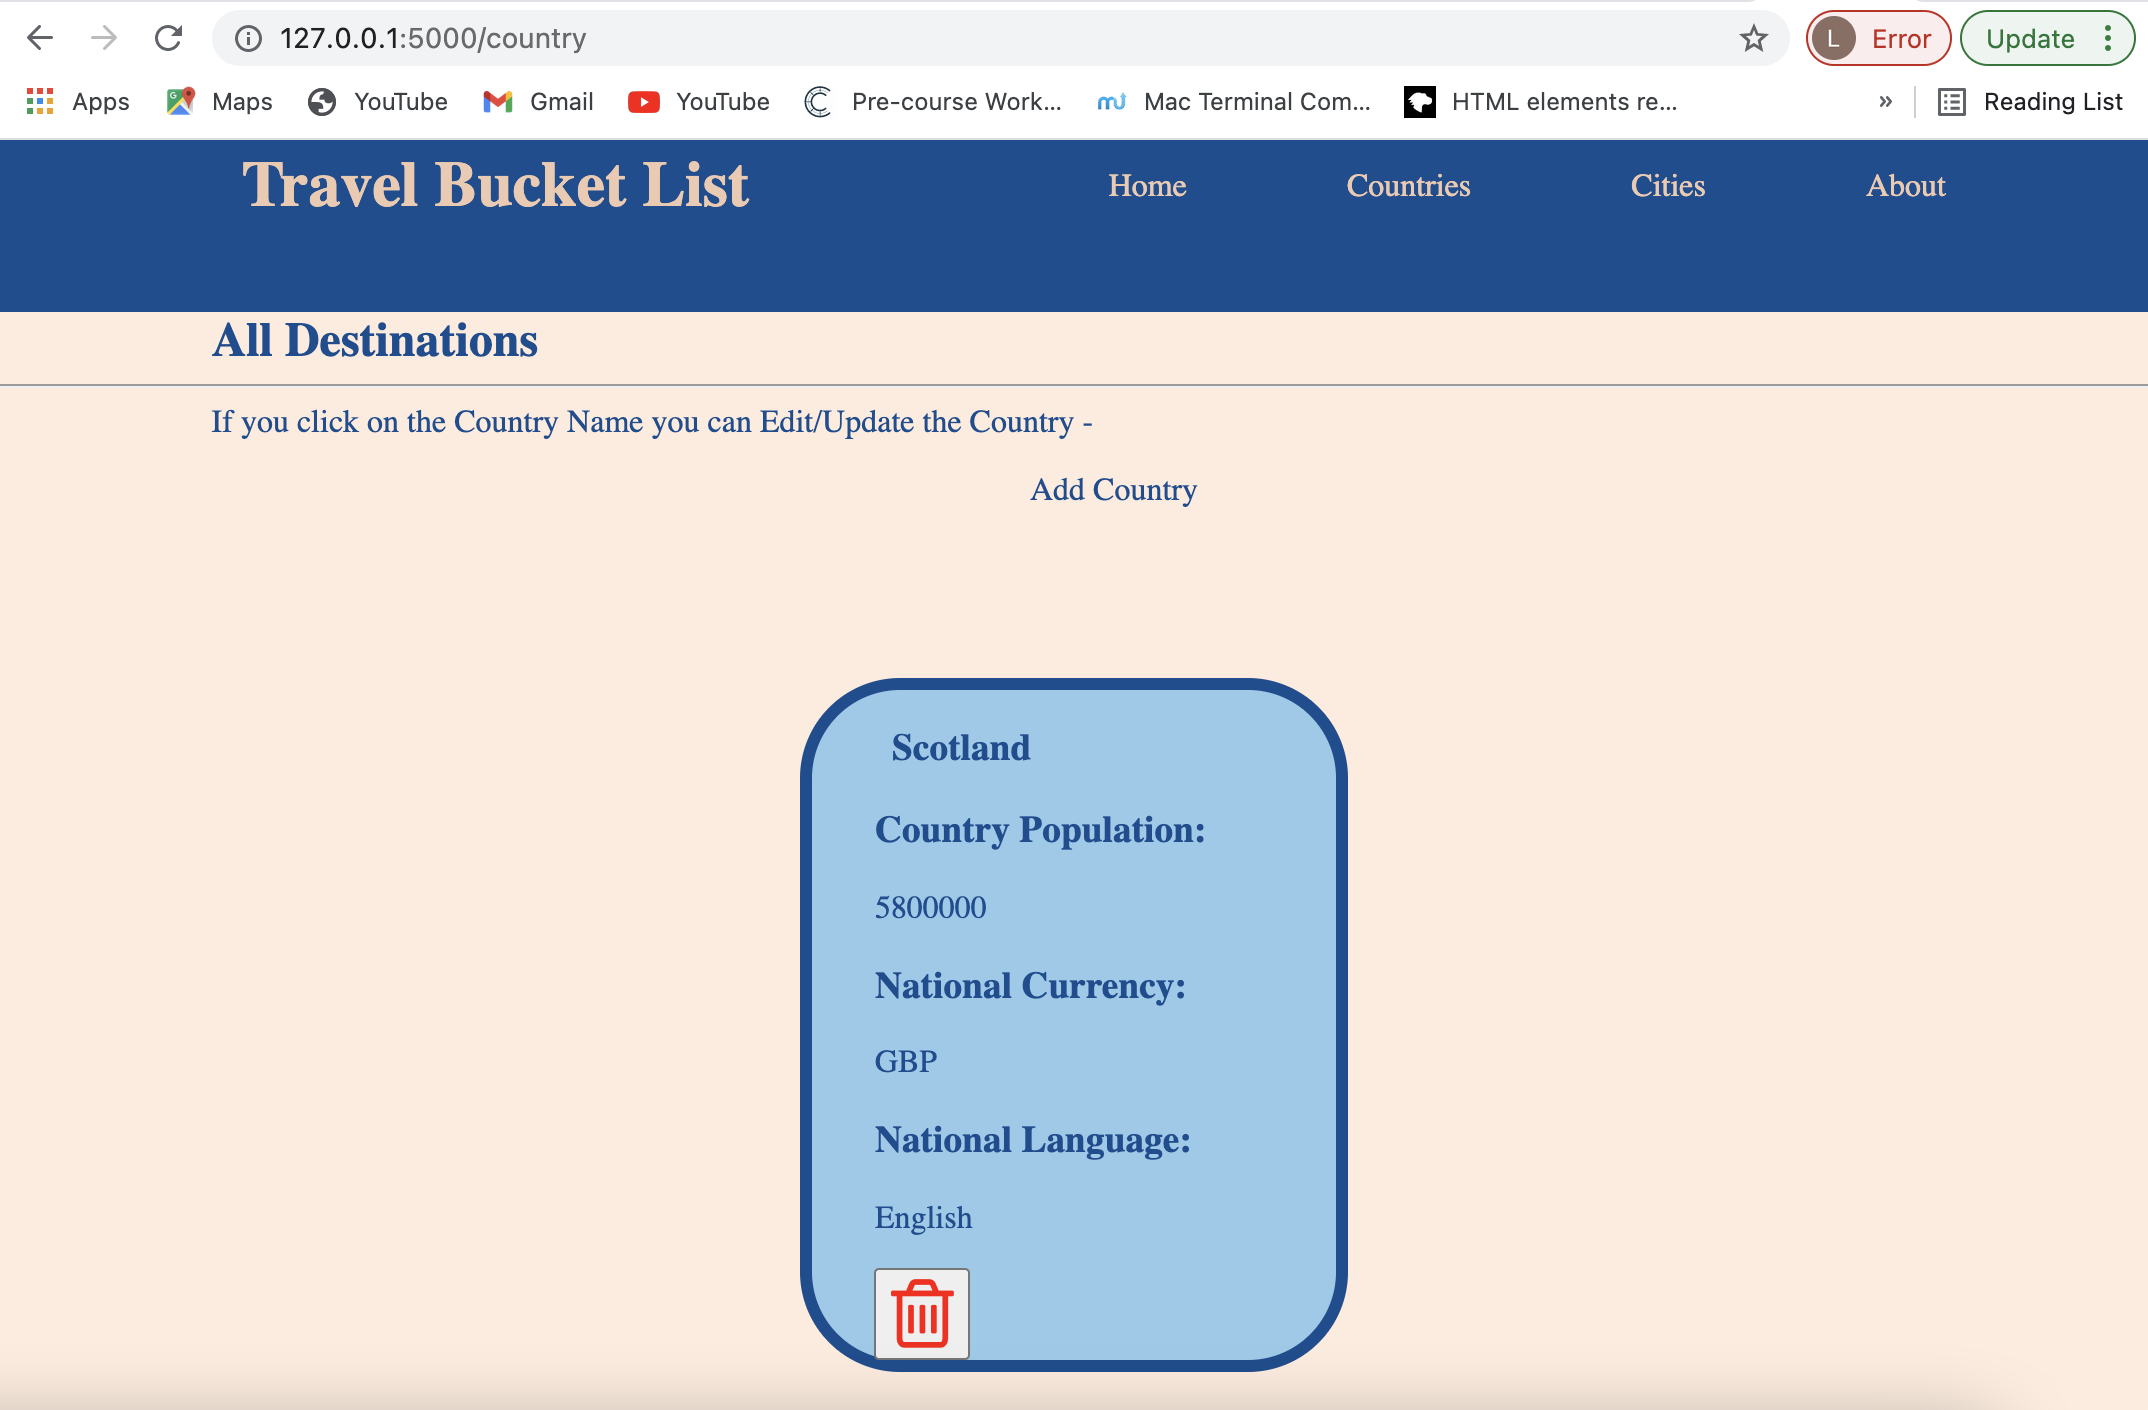 127.0.0.1:5000/country
L Error Update
Apps Maps YouTube Gmail YouTube Pre-course Work... Mac Terminal Com... HTML elements re... » Reading List
Travel Bucket List Home Countries Cities About
All Destinations
If you click on the Country Name you can Edit/Update the Country -
Add Country
Scotland
Country Population:
5800000
National Currency:
GBP
National Language:
English